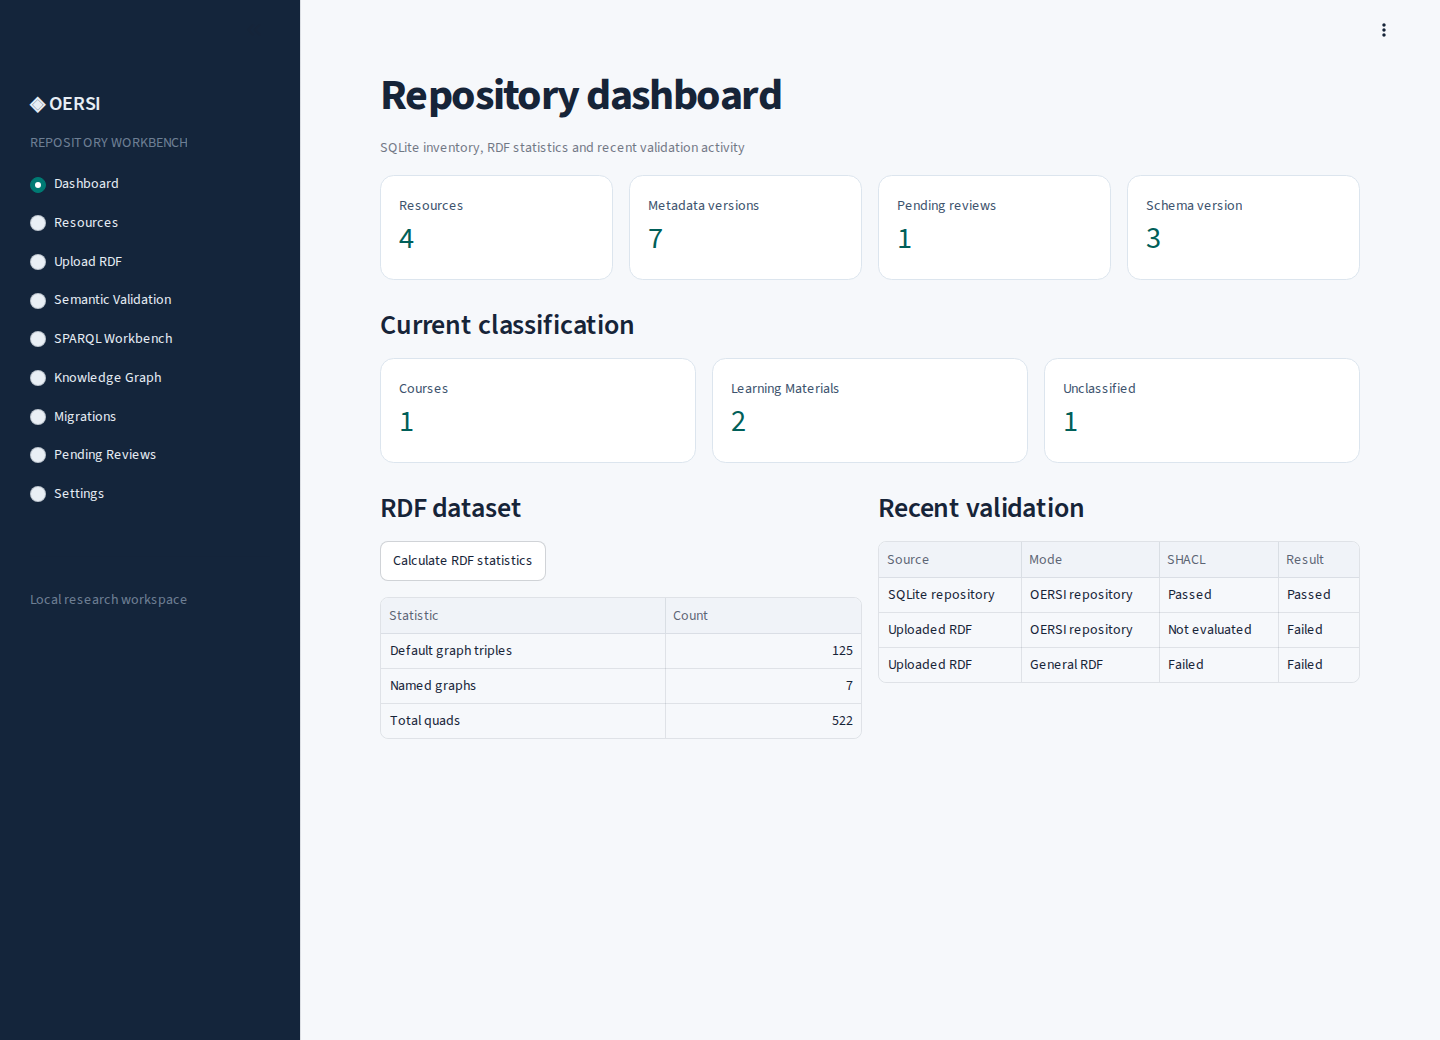 ◈ OERSI
REPOSITORY WORKBENCH
Dashboard
Resources
Upload RDF
Semantic Validation
SPARQL Workbench
Knowledge Graph
Migrations
Pending Reviews
Settings
Local research workspace
Repository dashboard
SQLite inventory, RDF statistics and recent validation activity
Resources
4
Metadata versions
7
Pending reviews
1
Schema version
3
Current classification
Courses
1
Learning Materials
2
Unclassified
1
RDF dataset
Calculate RDF statistics
Statistic Count
Default graph triples 125
Named graphs 7
Total quads 522
Recent validation
Source Mode SHACL Result
SQLite repository OERSI repository Passed Passed
Uploaded RDF OERSI repository Not evaluated Failed
Uploaded RDF General RDF Failed Failed